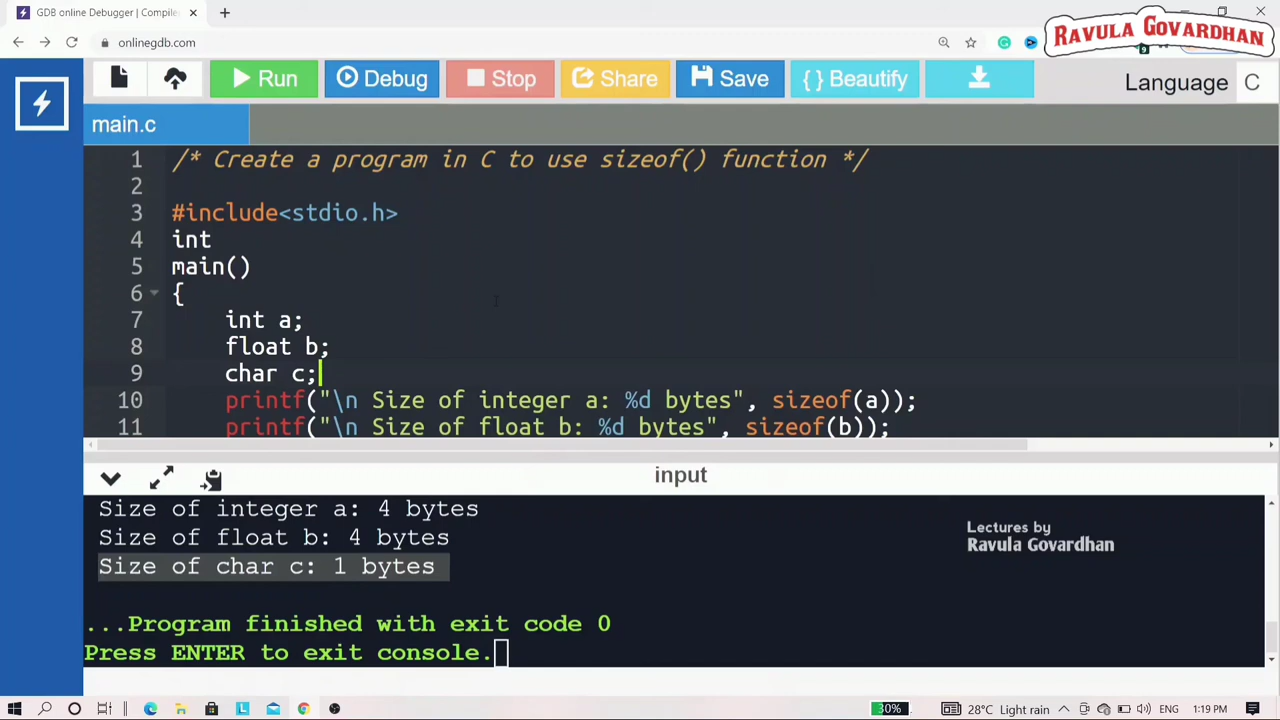 GDB online Debugger | Compiler
onlinegdb.com
RAVULA GOVARDHAN
Run
Debug
Stop
Share
Save
{ } Beautify
Language
C
main.c
1 /* Create a program in C to use sizeof() function */
2
3 #include<stdio.h>
4 int
5 main()
6 {
7 int a;
8 float b;
9 char c;
10 printf("\n Size of integer a: %d bytes", sizeof(a));
11 printf("\n Size of float b: %d bytes", sizeof(b));
input
Size of integer a: 4 bytes
Size of float b: 4 bytes
Size of char c: 1 bytes
Lectures by
Ravula Govardhan
...Program finished with exit code 0
Press ENTER to exit console.
30%
28°C Light rain
ENG
1:19 PM